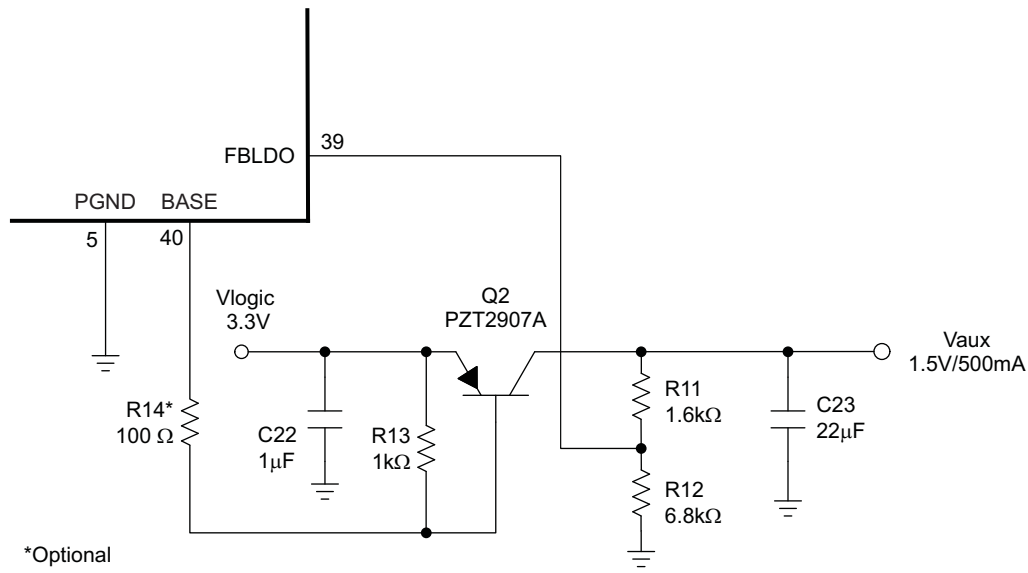 FBLDO
39
PGND
BASE
5
40
Vlogic
3.3V
Q2
PZT2907A
Vaux
1.5V/500mA
R14*
100 Ω
C22
1μF
R13
1kΩ
R11
1.6kΩ
C23
22μF
R12
6.8kΩ
*Optional